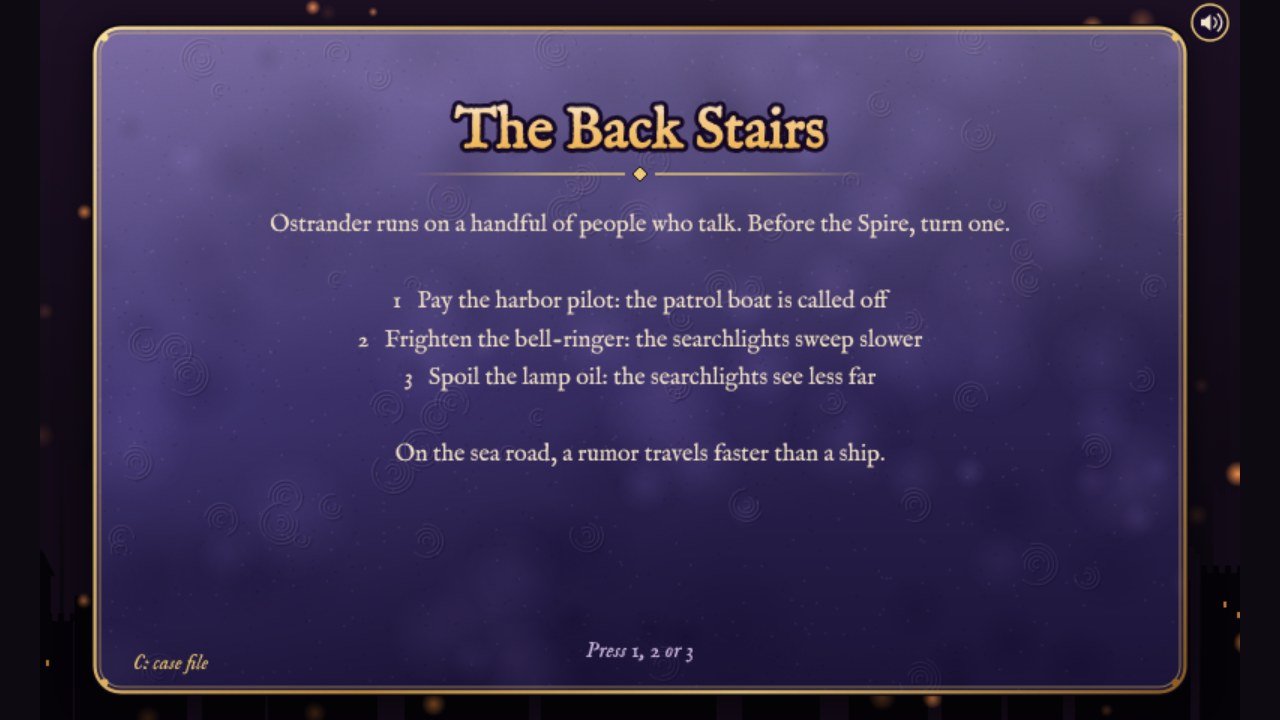 The Back Stairs
Ostrander runs on a handful of people who talk. Before the Spire, turn one.
1 Pay the harbor pilot: the patrol boat is called off
2 Frighten the bell-ringer: the searchlights sweep slower
3 Spoil the lamp oil: the searchlights see less far
On the sea road, a rumor travels faster than a ship.
Press 1, 2 or 3
C: case file